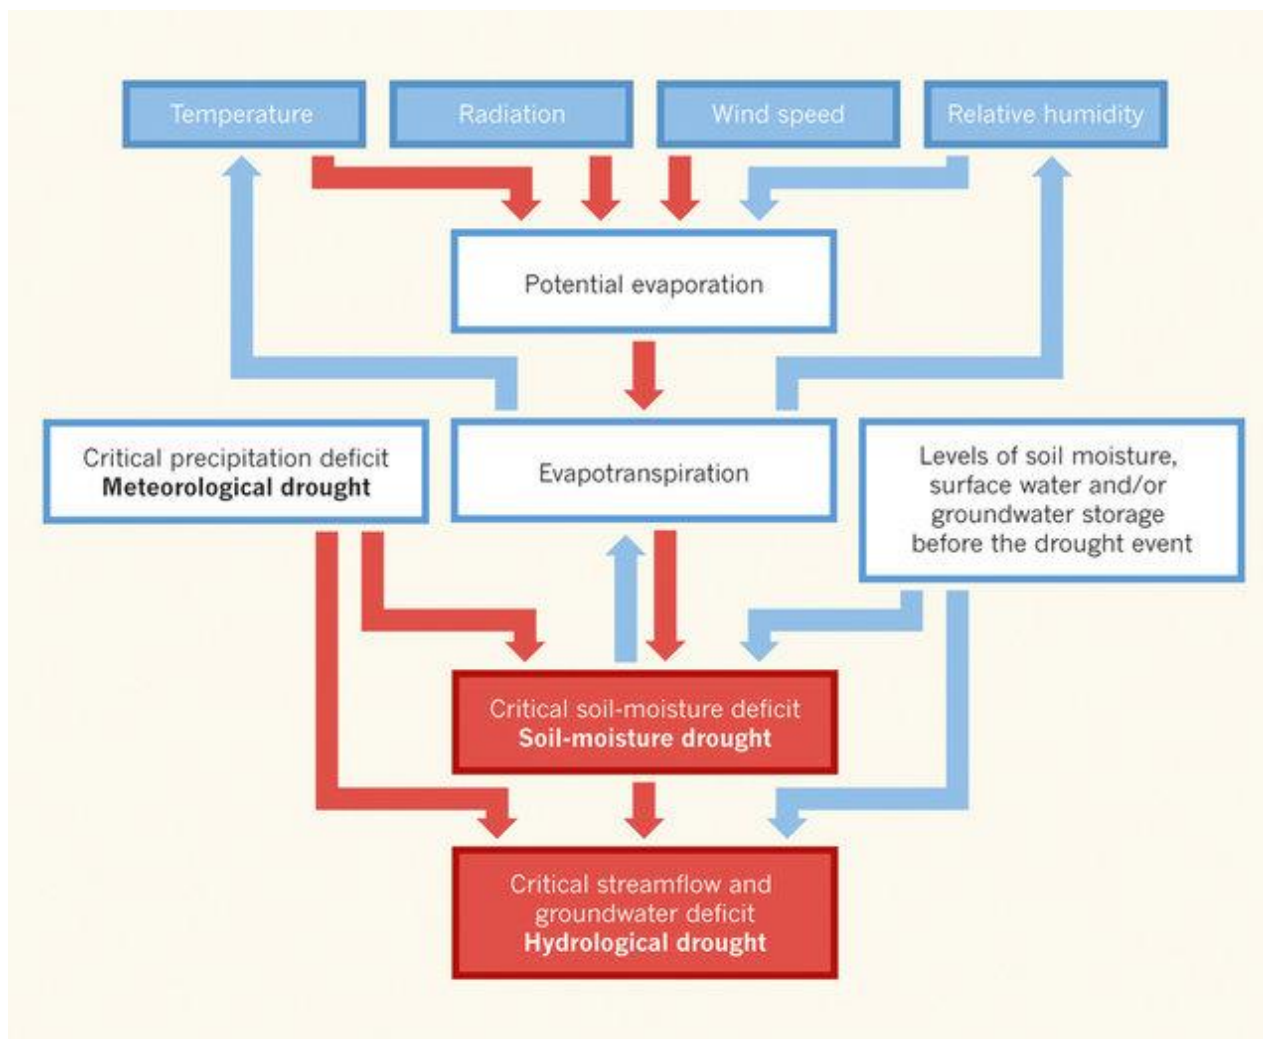 Temperature
Radiation
Wind speed
Relative humidity
Potential evaporation
Critical precipitation deficit
Meteorological drought
Evapotranspiration
Levels of soil moisture,
surface water and/or
groundwater storage
before the drought event
Critical soil-moisture deficit
Soil-moisture drought
Critical streamflow and
groundwater deficit
Hydrological drought